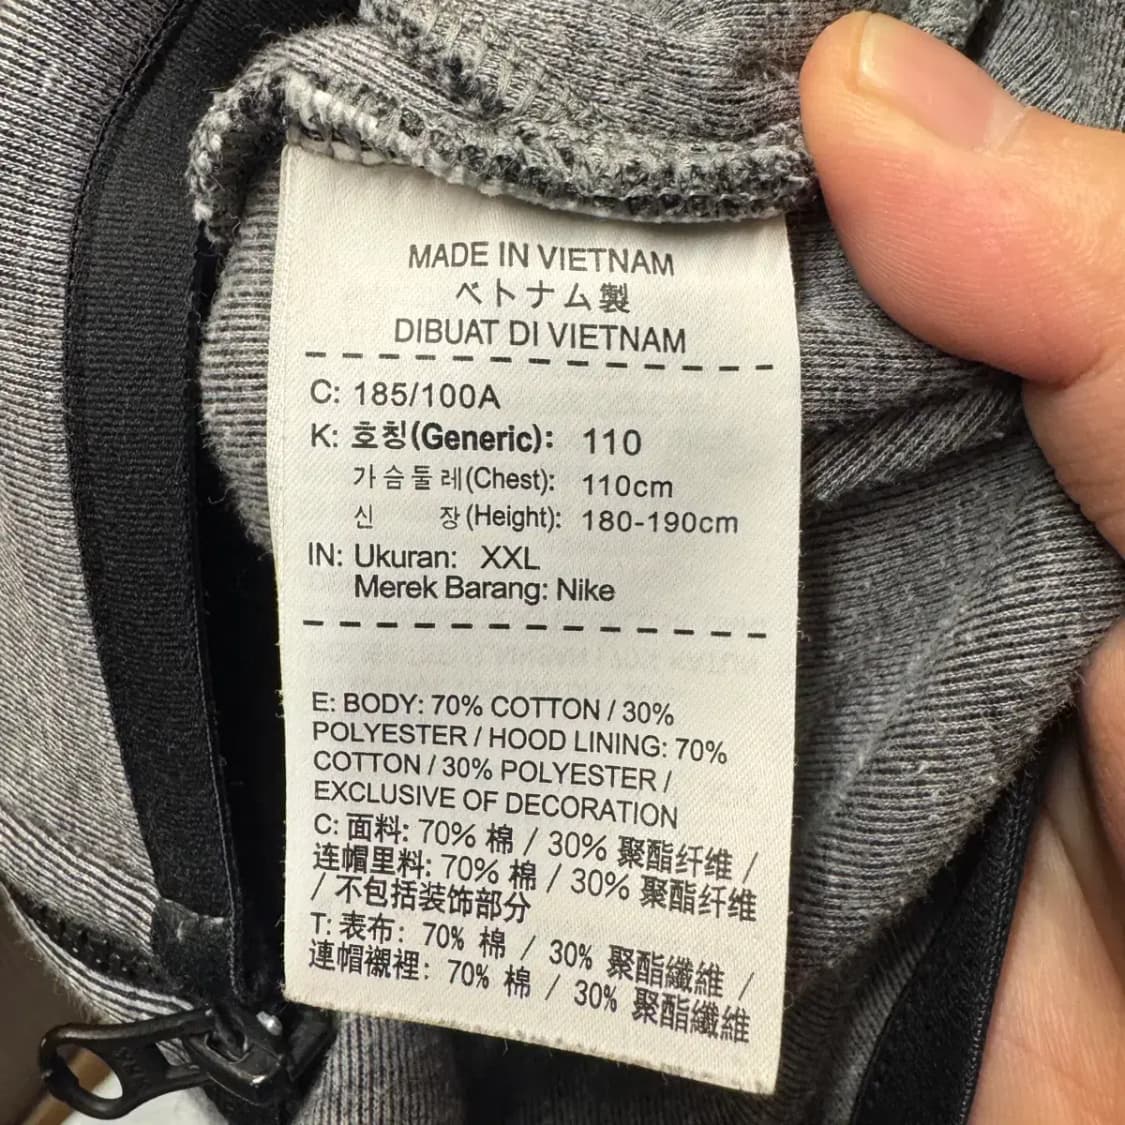 MADE IN VIETNAM
ベトナム製
DIBUAT DI VIETNAM
C: 185/100A
K: 호칭(Generic): 110
가슴둘레(Chest): 110cm
신 장(Height): 180-190cm
IN: Ukuran: XXL
Merek Barang: Nike
E: BODY: 70% COTTON / 30%
POLYESTER / HOOD LINING: 70%
COTTON / 30% POLYESTER /
EXCLUSIVE OF DECORATION
C: 面料: 70% 棉 / 30% 聚酯纤维 /
连帽里料: 70% 棉 / 30% 聚酯纤维
/ 不包括装饰部分
T: 表布: 70% 棉 / 30% 聚酯纖維 /
連帽襯裡: 70% 棉 / 30% 聚酯纖維